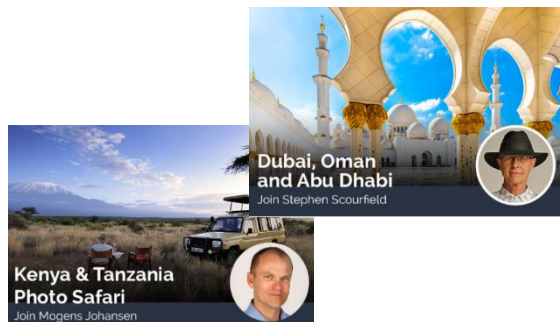 Dubai, Oman
and Abu Dhabi
Join Stephen Scourfield
Kenya & Tanzania
Photo Safari
Join Mogens Johansen